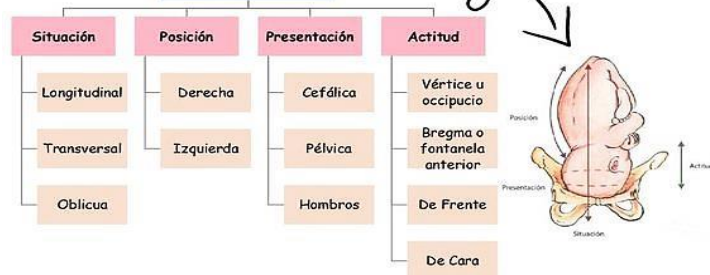 Situación
Posición
Presentación
Actitud
Longitudinal
Transversal
Oblicua
Derecha
Izquierda
Cefálica
Pélvica
Hombros
Vértice u
occipucio
Bregma o
fontanela
anterior
De Frente
De Cara
Posición
Presentación
Situación